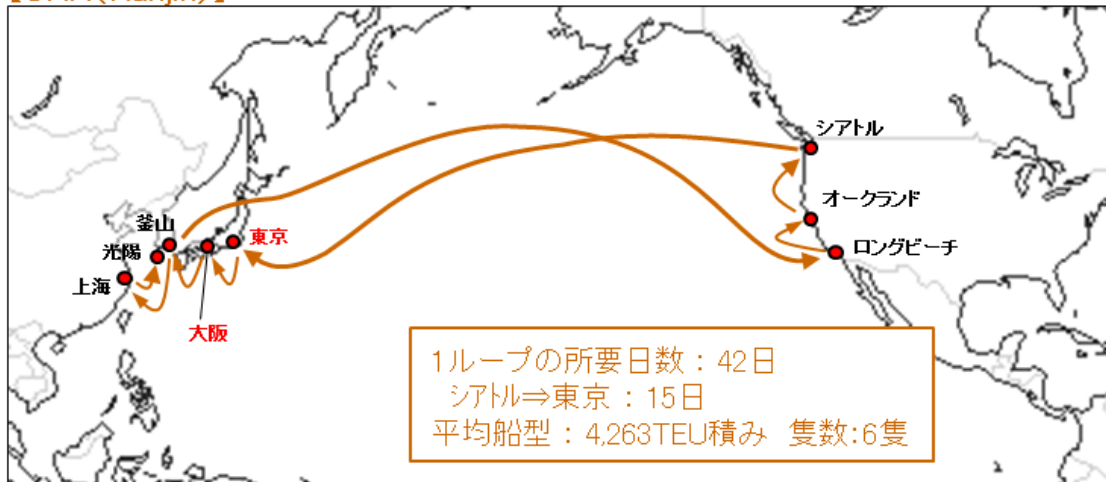 シアトル
オークランド
ロングビーチ
釜山
東京
光陽
上海
大阪
1ループの所要日数：42日
シアトル⇒東京：15日
平均船型：4,263TEU積み 隻数:6隻